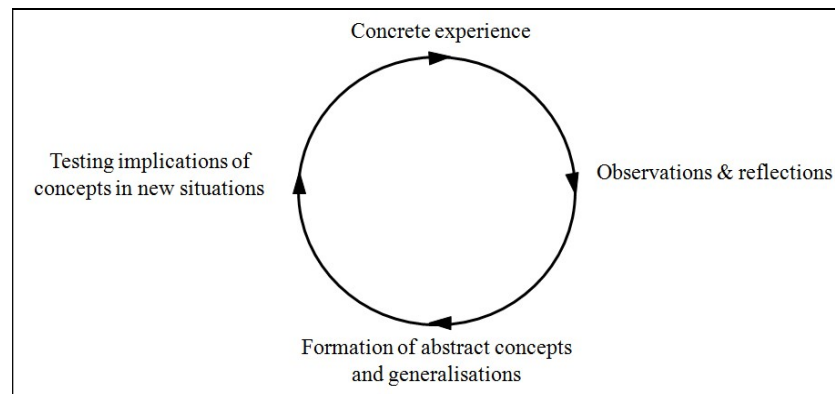 Concrete experience
Testing implications of
concepts in new situations
Observations & reflections
Formation of abstract concepts
and generalisations